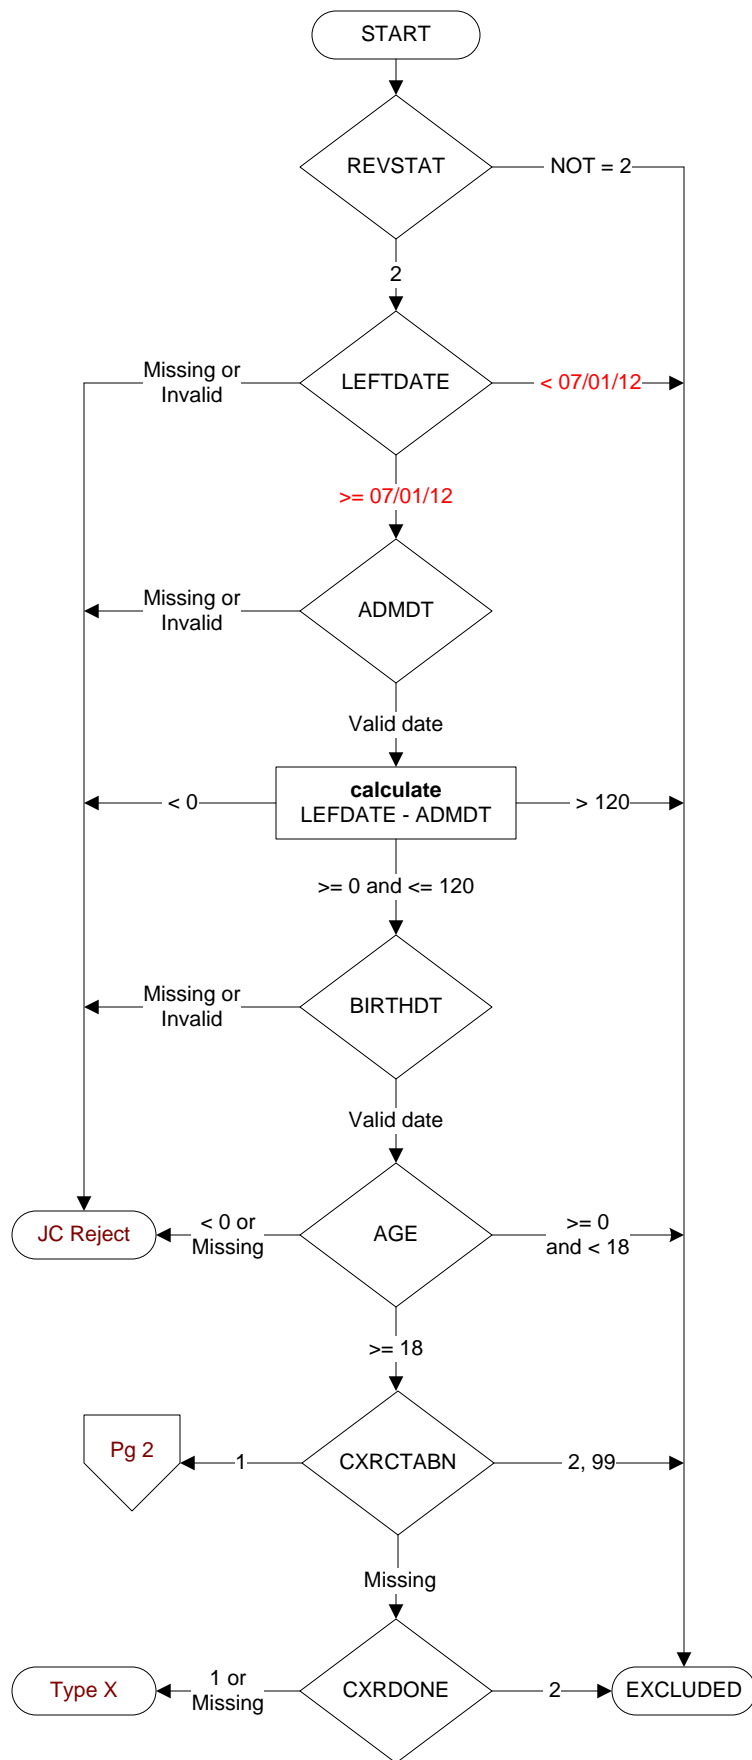 START
REVSTAT
NOT = 2
2
Missing or
Invalid
LEFTDATE
< 07/01/12
>= 07/01/12
Missing or
Invalid
ADMDT
Valid date
calculate
< 0
LEFDATE - ADMDT
> 120
>= 0 and <= 120
Missing or
Invalid
BIRTHDT
Valid date
JC Reject
< 0 or
Missing
AGE
>= 0
and < 18
>= 18
Pg 2
1
CXRCTABN
2, 99
Missing
Type X
1 or
Missing
CXRDONE
2
EXCLUDED